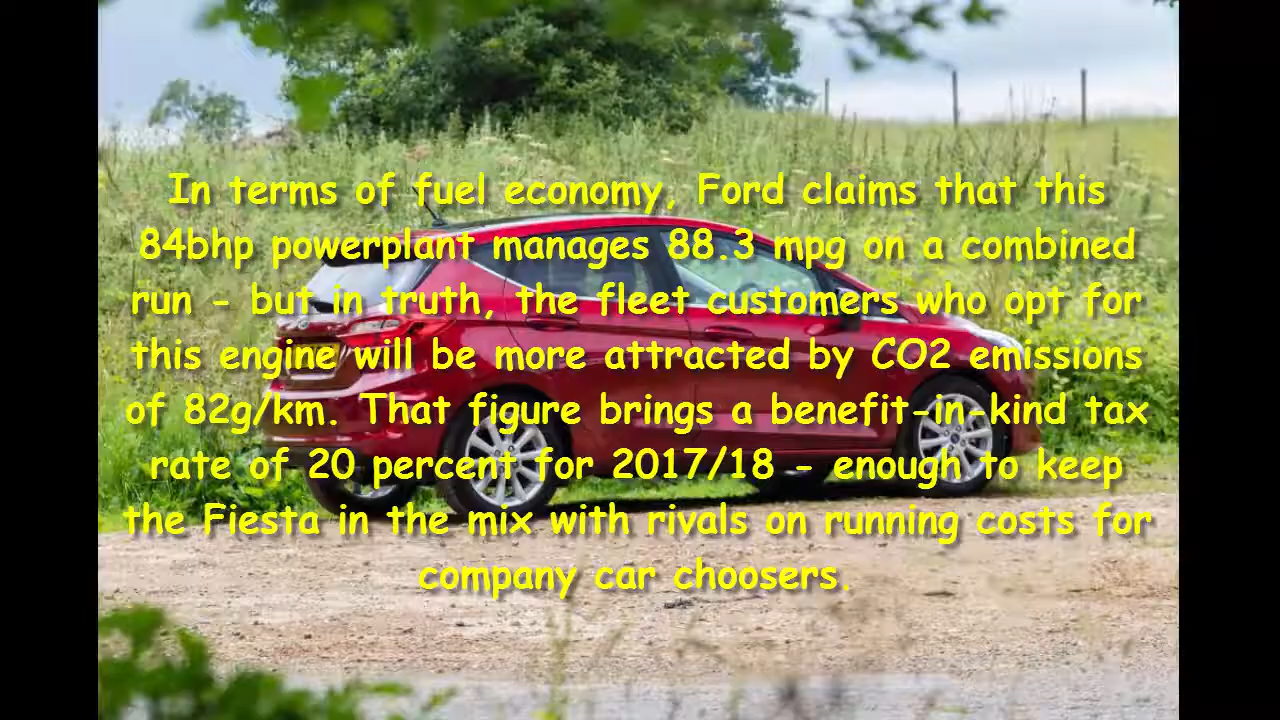 In terms of fuel economy, Ford claims that this
84bhp powerplant manages 88.3 mpg on a combined
run - but in truth, the fleet customers who opt for
this engine will be more attracted by CO2 emissions
of 82g/km. That figure brings a benefit-in-kind tax
rate of 20 percent for 2017/18 - enough to keep
the Fiesta in the mix with rivals on running costs for
company car choosers.